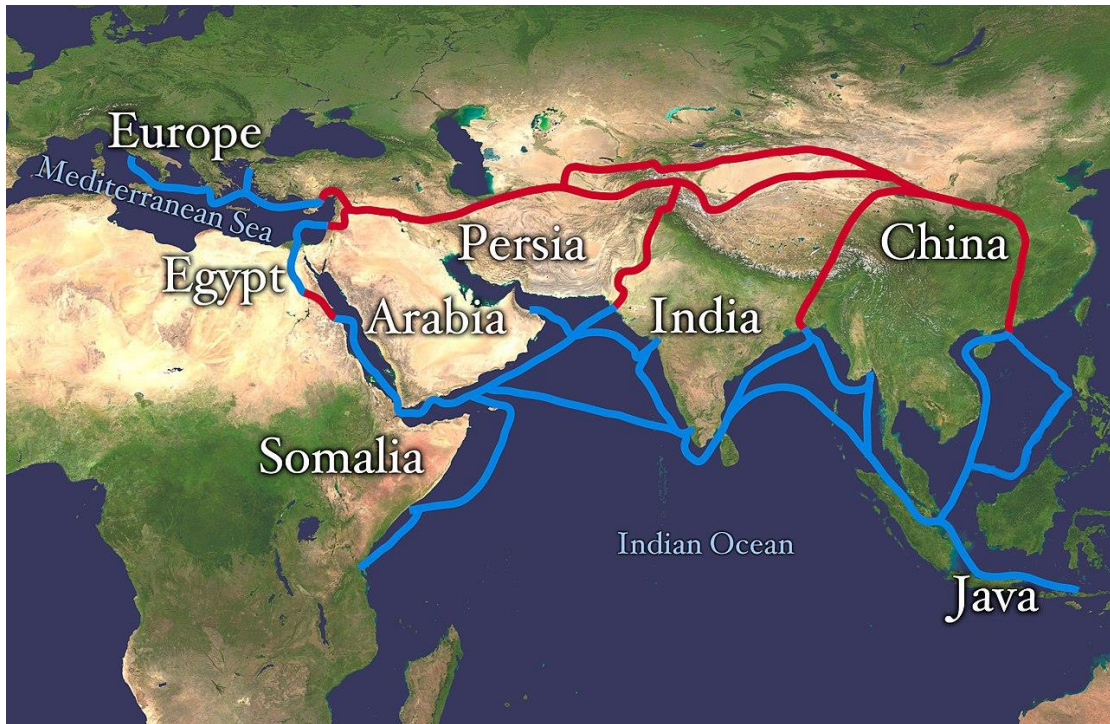 Europe
Mediterranean Sea
Egypt
Persia
China
Arabia
India
Somalia
Indian Ocean
Java